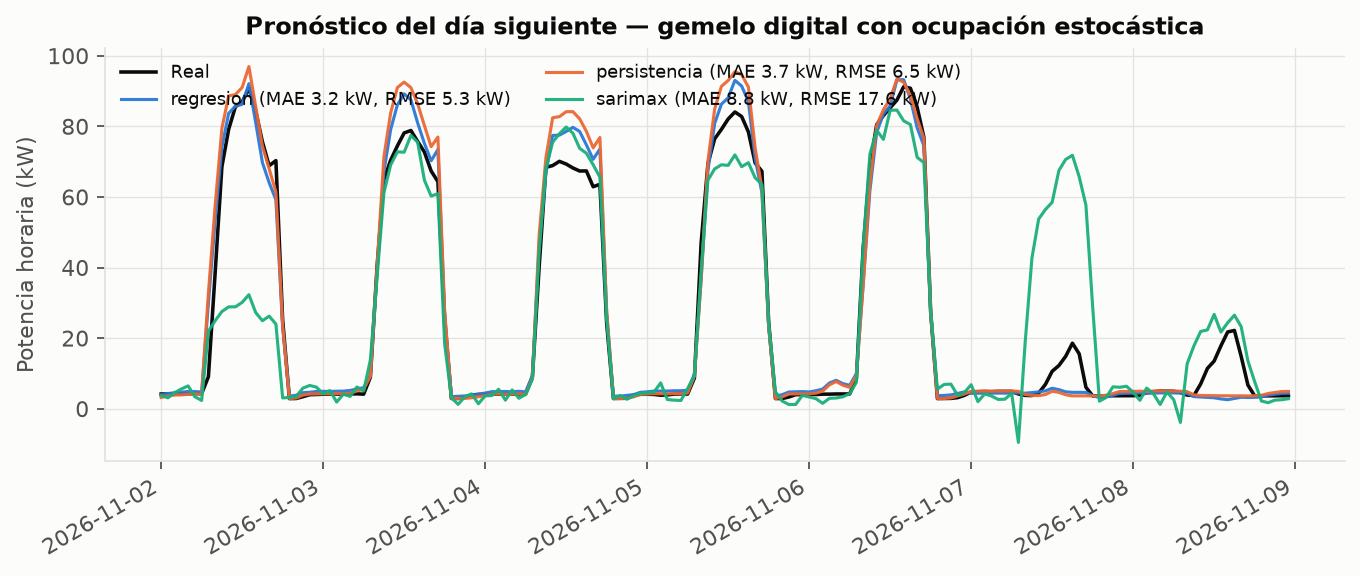 Pronóstico del día siguiente — gemelo digital con ocupación estocástica
Real
regresion (MAE 3.2 kW, RMSE 5.3 kW)
persistencia (MAE 3.7 kW, RMSE 6.5 kW)
sarimax (MAE 8.8 kW, RMSE 17.6 kW)
Potencia horaria (kW)
100
80
60
40
20
0
2026-11-02
2026-11-03
2026-11-04
2026-11-05
2026-11-06
2026-11-07
2026-11-08
2026-11-09